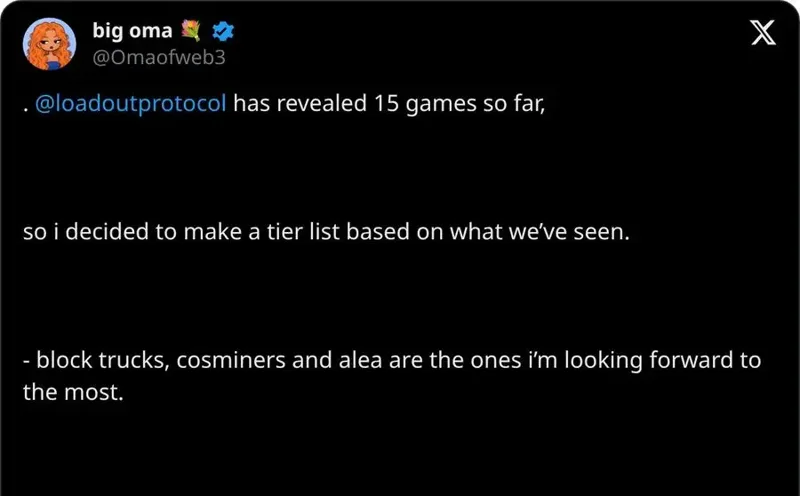 big oma 💐
@Omaofweb3
. @loadoutprotocol has revealed 15 games so far,
so i decided to make a tier list based on what we’ve seen.
- block trucks, cosminers and alea are the ones i’m looking forward to
the most.